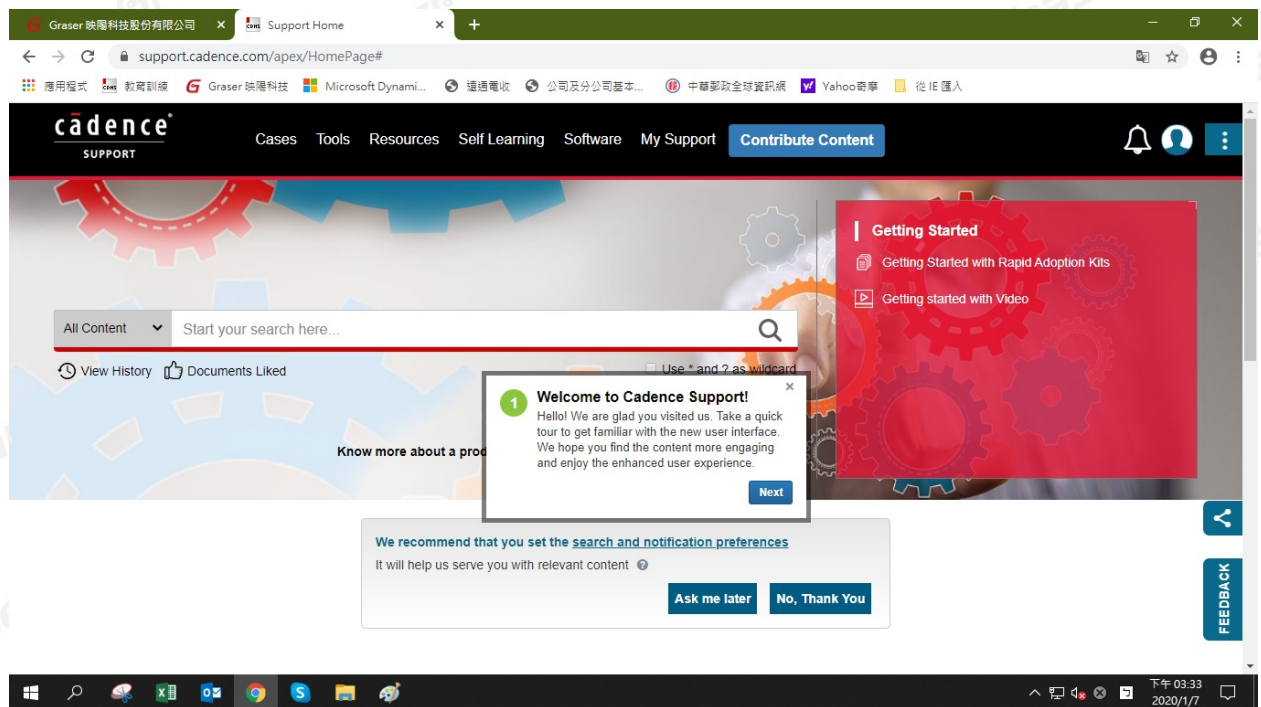 Graser 映陽科技股份有限公司
Support Home
support.cadence.com/apex/HomePage#
應用程式
教育訓練
Graser 映陽科技
Microsoft Dynami...
遠通電收
公司及分公司基本...
中華郵政全球資訊網
Yahoo奇摩
從 IE 匯入
cādence®
SUPPORT
Cases Tools Resources Self Learning Software My Support Contribute Content
Getting Started
Getting Started with Rapid Adoption Kits
Getting started with Video
All Content
Start your search here...
View History
Documents Liked
Use * and ? as wildcard
1
Welcome to Cadence Support!
Hello! We are glad you visited us. Take a quick
tour to get familiar with the new user interface.
We hope you find the content more engaging
and enjoy the enhanced user experience.
Next
Know more about a prod
We recommend that you set the search and notification preferences
It will help us serve you with relevant content
Ask me later
No, Thank You
FEEDBACK
下午 03:33
2020/1/7